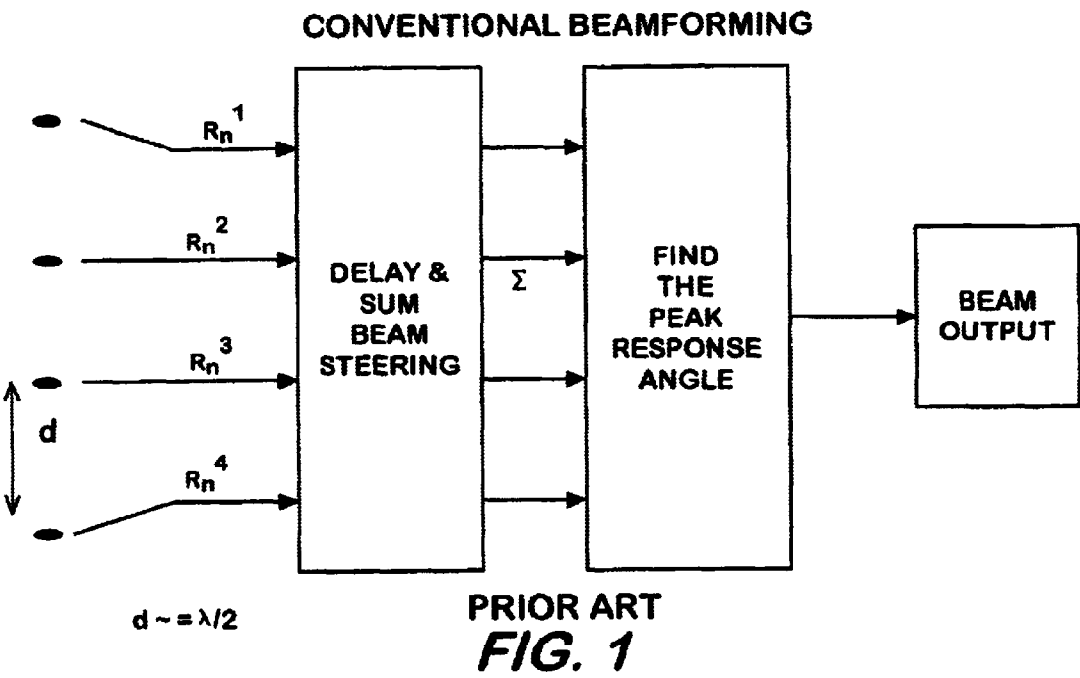 CONVENTIONAL BEAMFORMING
Rn1
Rn2
Rn3
Rn4
d
d ~ = λ/2
DELAY &
SUM
BEAM
STEERING
Σ
FIND
THE
PEAK
RESPONSE
ANGLE
BEAM
OUTPUT
PRIOR ART
FIG. 1